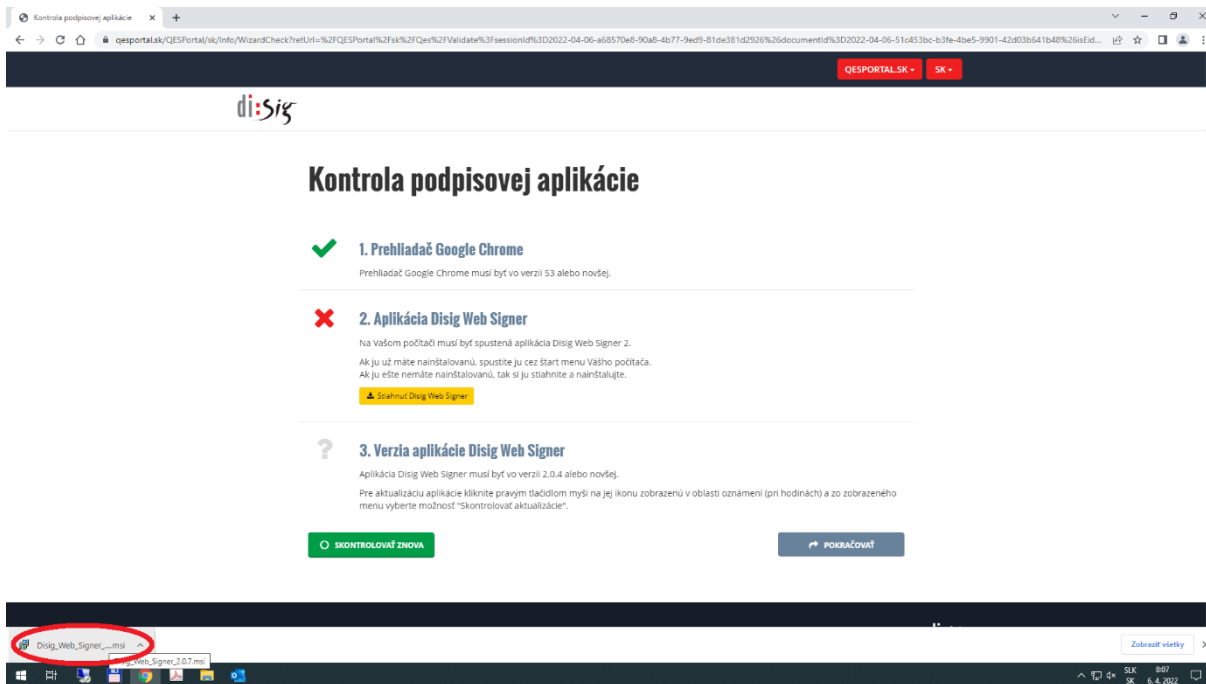 Kontrola podpisovej aplikácie
qesportal.sk/QESPortal/sk/Info/WizardCheck?retUrl=%2FQESPortal%2Fsk%2FQes%2FValidate%3FsessionId%3D2022-04-06-a68570e8-90a8-4b77-9ed9-81de381d2926%26documentId%3D2022-04-06-51c453bc-b3fe-4be5-9901-42d03b641b48%26isEid...
QESPORTAL.SK
SK
di:sig
Kontrola podpisovej aplikácie
1. Prehliadač Google Chrome
Prehliadač Google Chrome musí byť vo verzii 53 alebo novšej.
2. Aplikácia Disig Web Signer
Na Vašom počítači musí byť spustená aplikácia Disig Web Signer 2.
Ak ju už máte nainštalovanú, spustite ju cez štart menu Vášho počítača.
Ak ju ešte nemáte nainštalovanú, tak si ju stiahnite a nainštalujte.
Stiahnuť Disig Web Signer
3. Verzia aplikácie Disig Web Signer
Aplikácia Disig Web Signer musí byť vo verzii 2.0.4 alebo novšej.
Pre aktualizáciu aplikácie kliknite pravým tlačidlom myši na jej ikonu zobrazenú v oblasti oznámení (pri hodinách) a zo zobrazeného
menu vyberte možnosť "Skontrolovať aktualizácie".
SKONTROLOVAŤ ZNOVA
POKRAČOVAŤ
Disig_Web_Signer_....msi
Disig_Web_Signer_2.0.7.msi
Zobraziť všetky
SLK
8:07
SK
6. 4. 2022